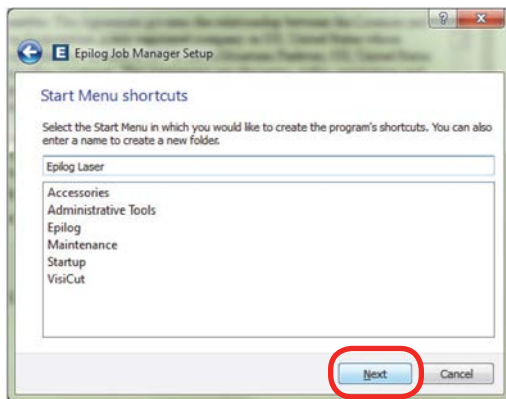 Epilog Job Manager Setup
Start Menu shortcuts
Select the Start Menu in which you would like to create the program's shortcuts. You can also
enter a name to create a new folder.
Epilog Laser
Accessories
Administrative Tools
Epilog
Maintenance
Startup
VisiCut
Next
Cancel